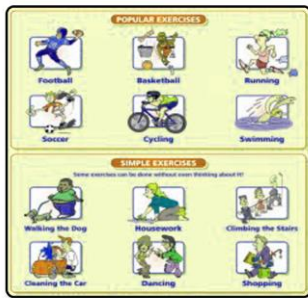 POPULAR EXERCISES
Football Basketball Running
Soccer Cycling Swimming
SIMPLE EXERCISES
Some exercises can be done without even thinking about it!
Walking the Dog Housework Climbing the Stairs
Cleaning the Car Dancing Shopping